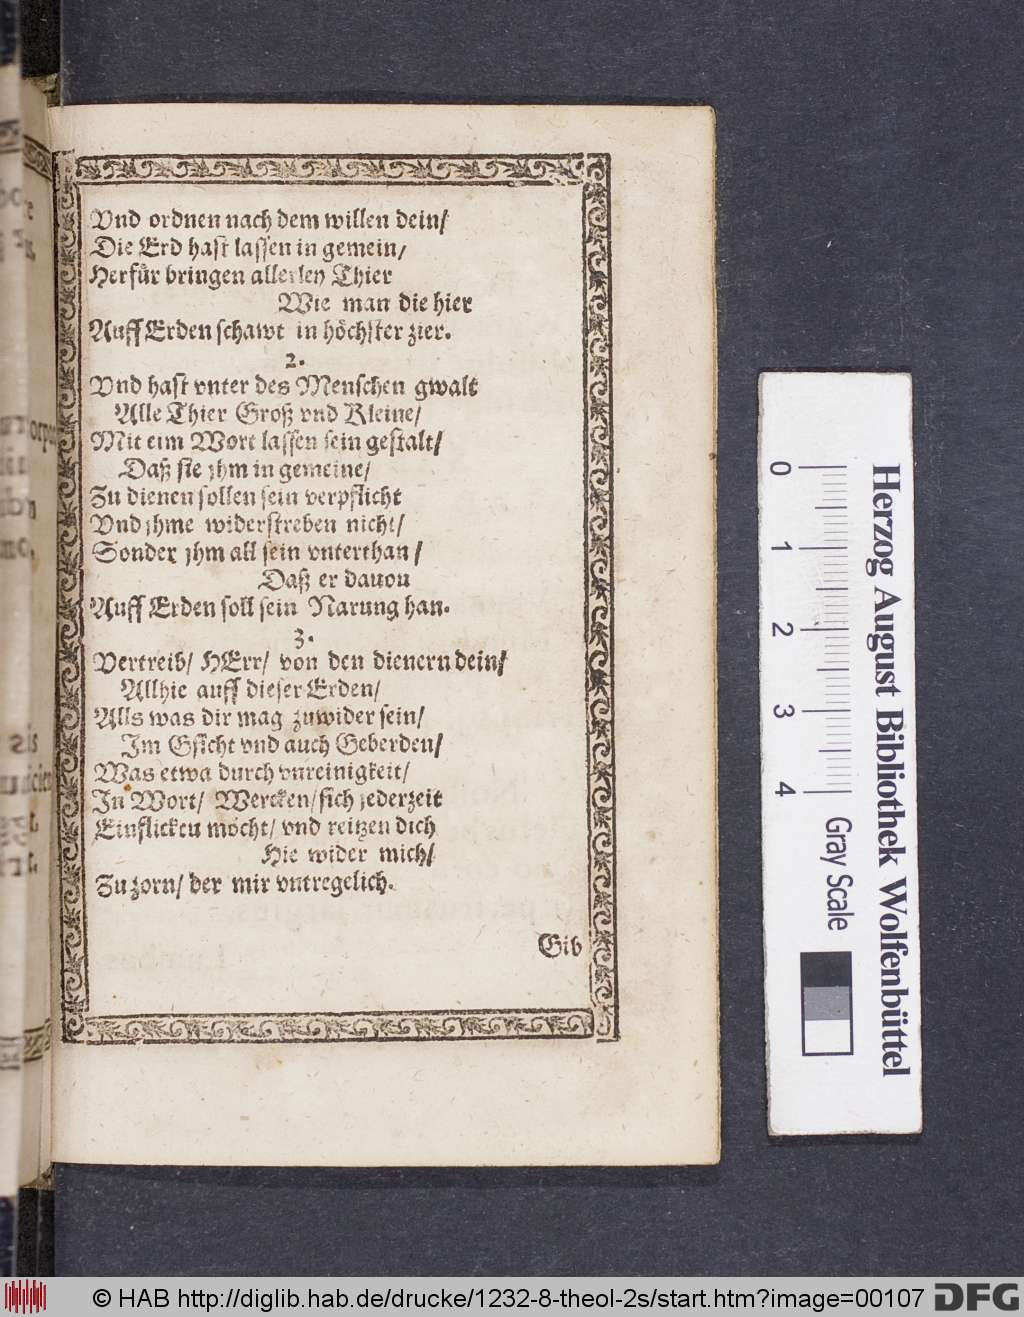 Vnd ordnen nach dem willen dein/
Die Erd hast lassen in gemein/
Herfür bringen allerley Thier
Wie man die hier
Auff Erden schawt in höchster zier.
2.
Vnd hast vnter des Menschen gwalt
Alle Thier Groß vnd Kleine/
Mit eim Wort lassen sein gestalt/
Daß sie jhm in gemeine/
Zu dienen sollen sein verpflicht
Vnd jhme widerstreben nicht/
Sonder jhm all sein vnterthan/
Daß er dauon
Auff Erden soll sein Narung han.
3.
Vertreib/ HErr/ von den dienern dein/
Allhie auff dieser Erden/
Alls was dir mag zuwider sein/
Im Gsicht vnd auch Geberden/
Was etwa durch vnreinigkeit/
In Wort/ Wercken/ sich jederzeit
Einflicken möcht/ vnd reitzen dich
Hie wider mich/
Zu zorn/ der mir vntregelich.
Gib
Herzog August Bibliothek Wolfenbüttel
0 1 2 3 4
Gray Scale
© HAB http://diglib.hab.de/drucke/1232-8-theol-2s/start.htm?image=00107
DFG